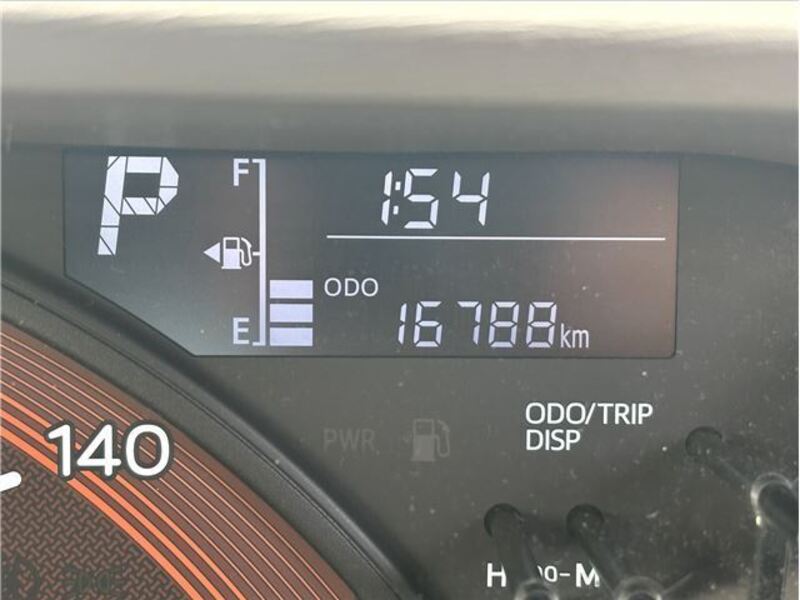 P
F
1:54
E
ODO
16788km
140
PWR
ODO/TRIP
DISP
H
M